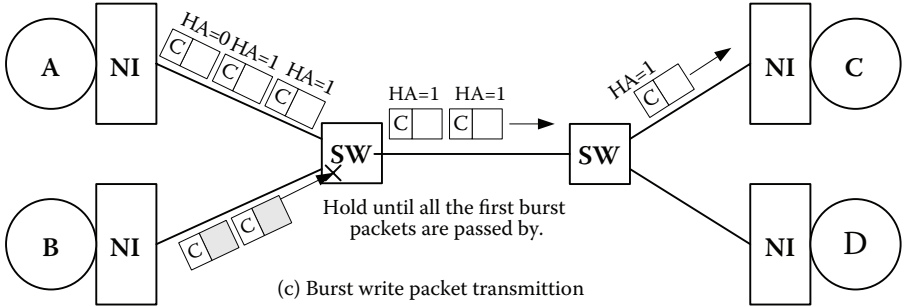 HA=0
HA=1
HA=1
C
C
C
A
NI
HA=1 HA=1
C
C
HA=1
C
NI
C
SW
SW
B
NI
C
C
Hold until all the first burst
packets are passed by.
NI
D
(c) Burst write packet transmittion